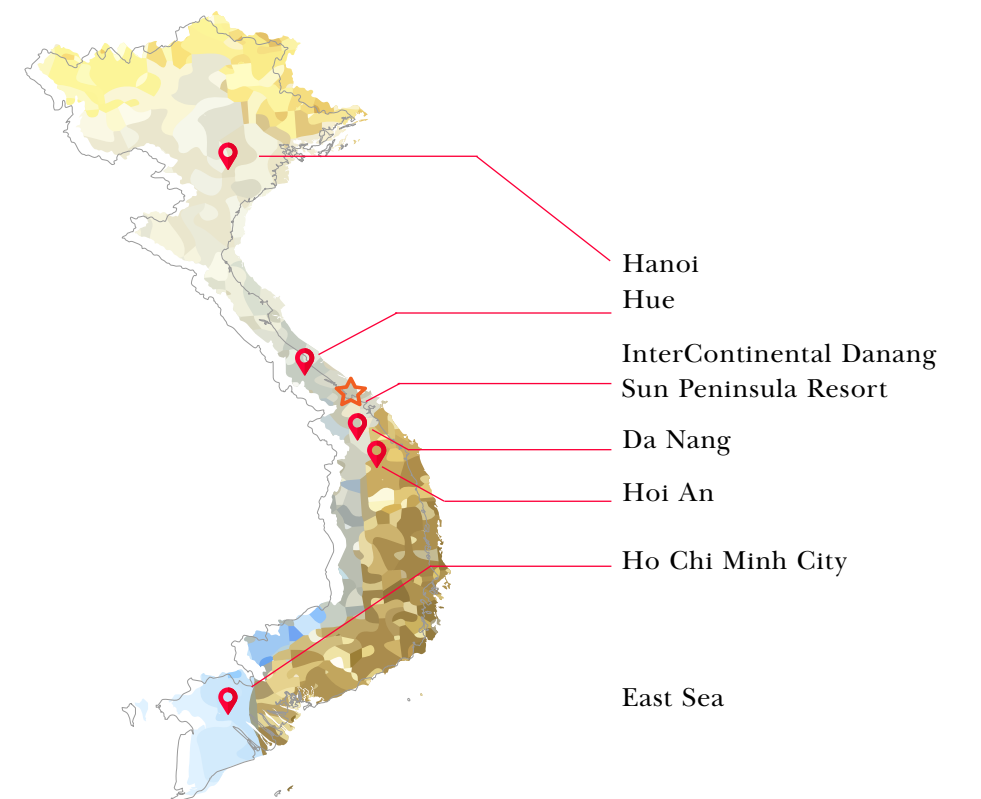 Hanoi
Hue
InterContinental Danang
Sun Peninsula Resort
Da Nang
Hoi An
Ho Chi Minh City
East Sea